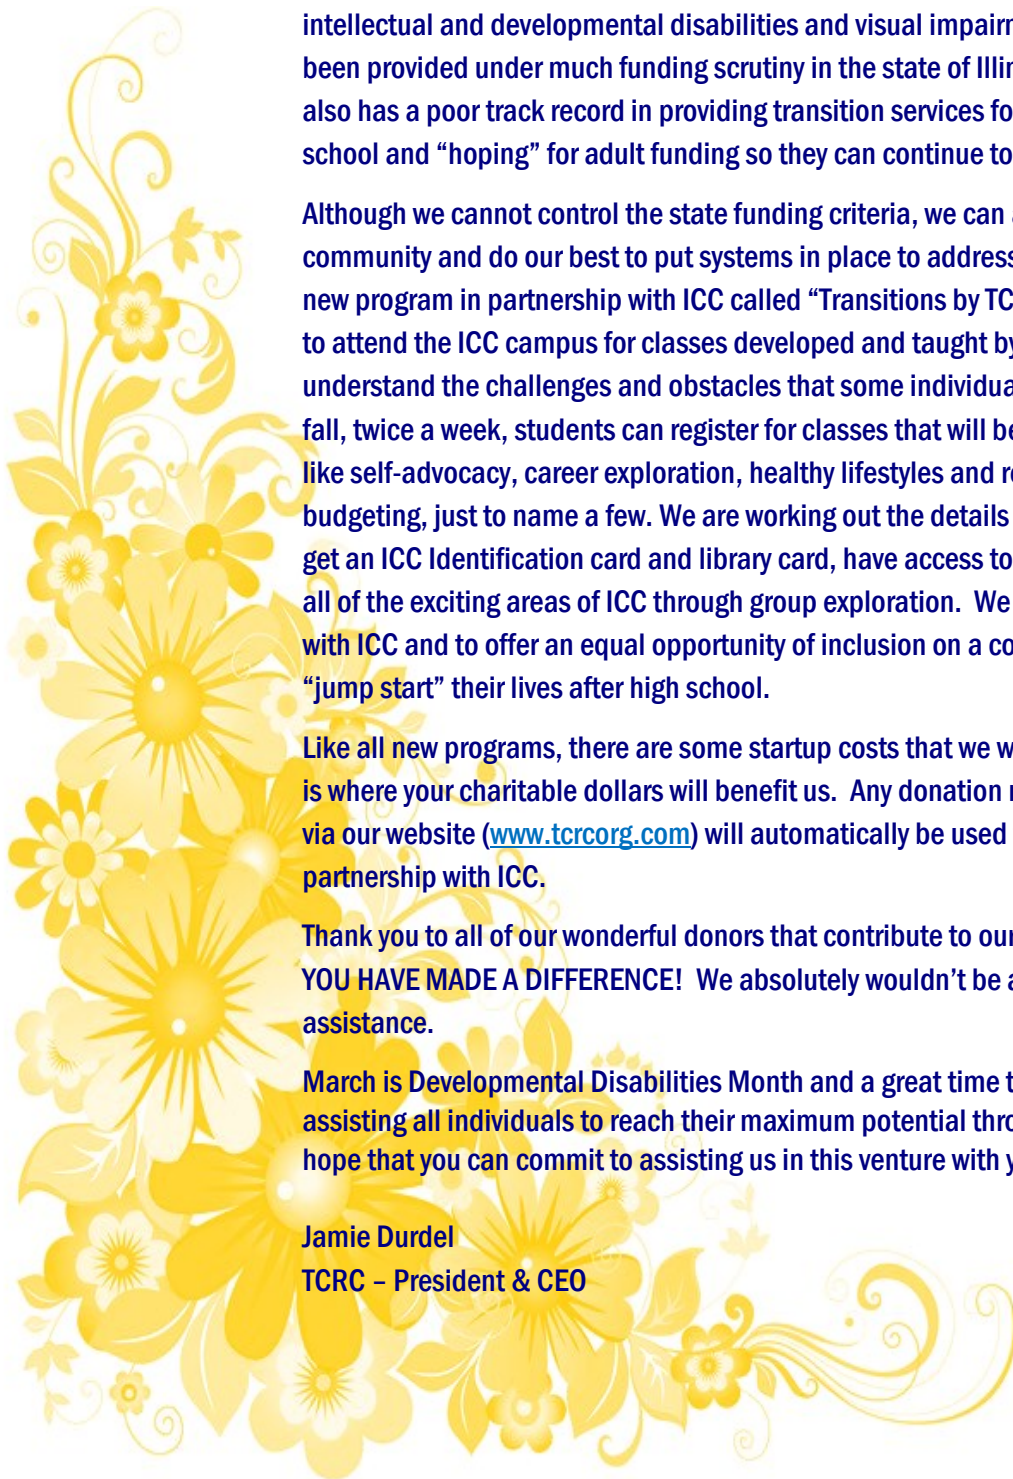 intellectual and developmental disabilities and visual
been provided under much funding scrutiny in the state of
also has a poor track record in providing transition services
school and “hoping” for adult funding so they can continue to
Although we cannot control the state funding criteria, we can
community and do our best to put systems in place to address
new program in partnership with ICC called “Transitions by
to attend the ICC campus for classes developed and taught by
understand the challenges and obstacles that some
fall, twice a week, students can register for classes that will be
like self-advocacy, career exploration, healthy lifestyles and
budgeting, just to name a few. We are working out the details
get an ICC Identification card and library card, have access to
all of the exciting areas of ICC through group exploration. We
with ICC and to offer an equal opportunity of inclusion on a
“jump start” their lives after high school.
Like all new programs, there are some startup costs that we
is where your charitable dollars will benefit us. Any donation
via our website (www.tcrcorg.com) will automatically be used
partnership with ICC.
Thank you to all of our wonderful donors that contribute to our
YOU HAVE MADE A DIFFERENCE! We absolutely wouldn’t be
assistance.
March is Developmental Disabilities Month and a great time
assisting all individuals to reach their maximum potential
hope that you can commit to assisting us in this venture with
Jamie Durdel
TCRC – President & CEO